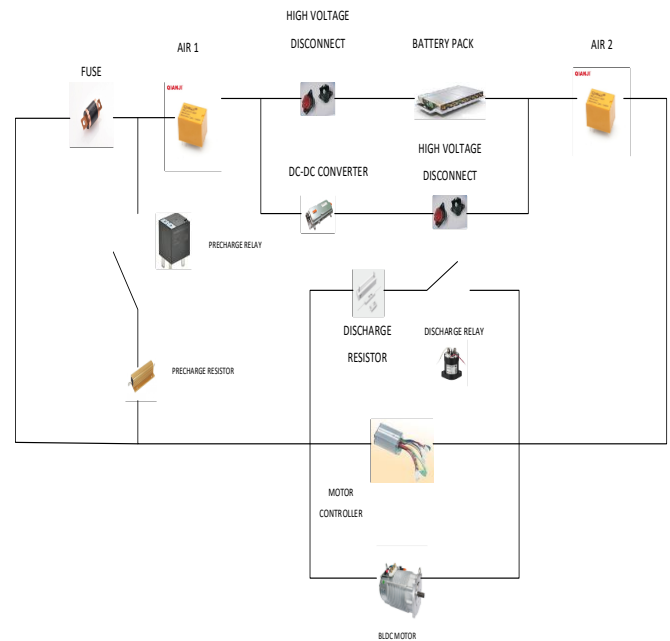 HIGH VOLTAGE
DISCONNECT
AIR 1
BATTERY PACK
AIR 2
FUSE
QIANJI
QIANJI
HIGH VOLTAGE
DISCONNECT
DC-DC CONVERTER
PRECHARGE RELAY
DISCHARGE
RESISTOR
DISCHARGE RELAY
PRECHARGE RESISTOR
MOTOR
CONTROLLER
BLDC MOTOR